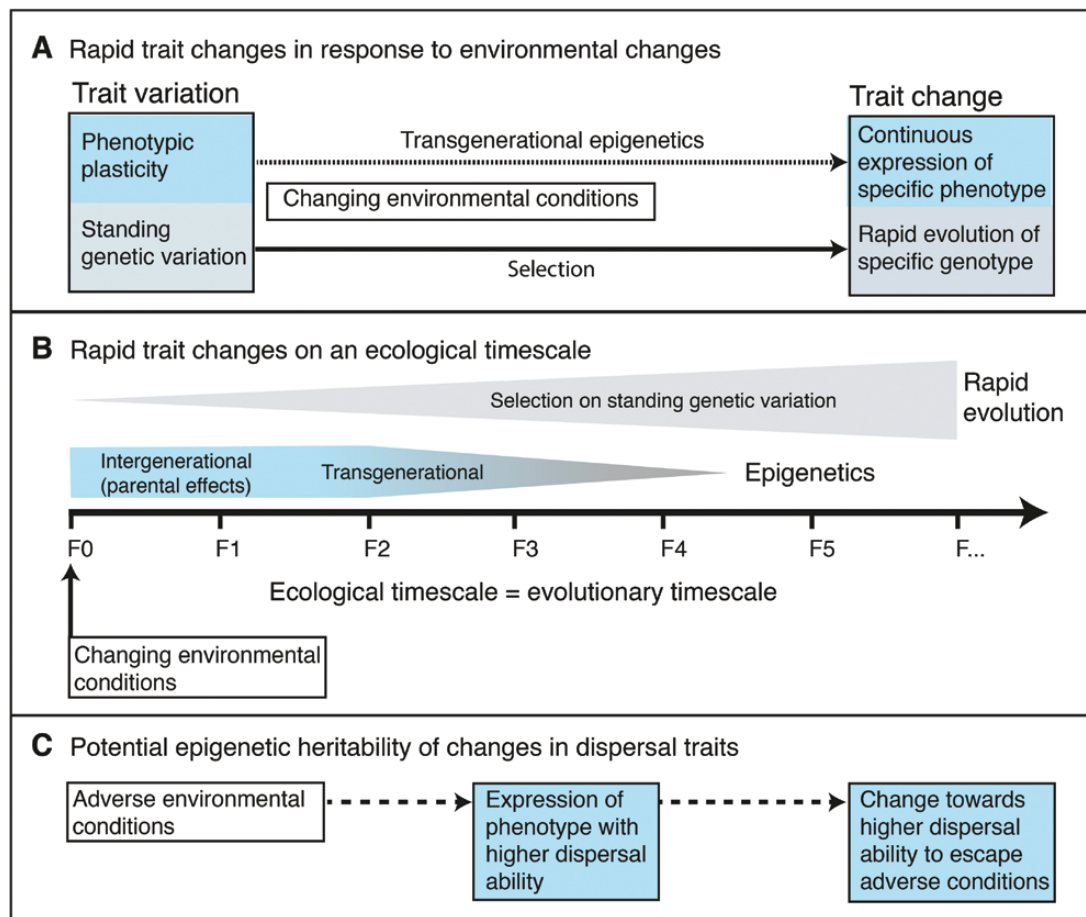 A Rapid trait changes in response to environmental changes
Trait variation
Trait change
Phenotypic
plasticity
Standing
genetic variation
Transgenerational epigenetics
Changing environmental conditions
Selection
Continuous
expression of
specific phenotype
Rapid evolution of
specific genotype
B Rapid trait changes on an ecological timescale
Selection on standing genetic variation
Rapid
evolution
Intergenerational
(parental effects)
Transgenerational
Epigenetics
F0 F1 F2 F3 F4 F5 F...
Ecological timescale = evolutionary timescale
Changing environmental
conditions
C Potential epigenetic heritability of changes in dispersal traits
Adverse environmental
conditions
Expression of
phenotype with
higher dispersal
ability
Change towards
higher dispersal
ability to escape
adverse conditions